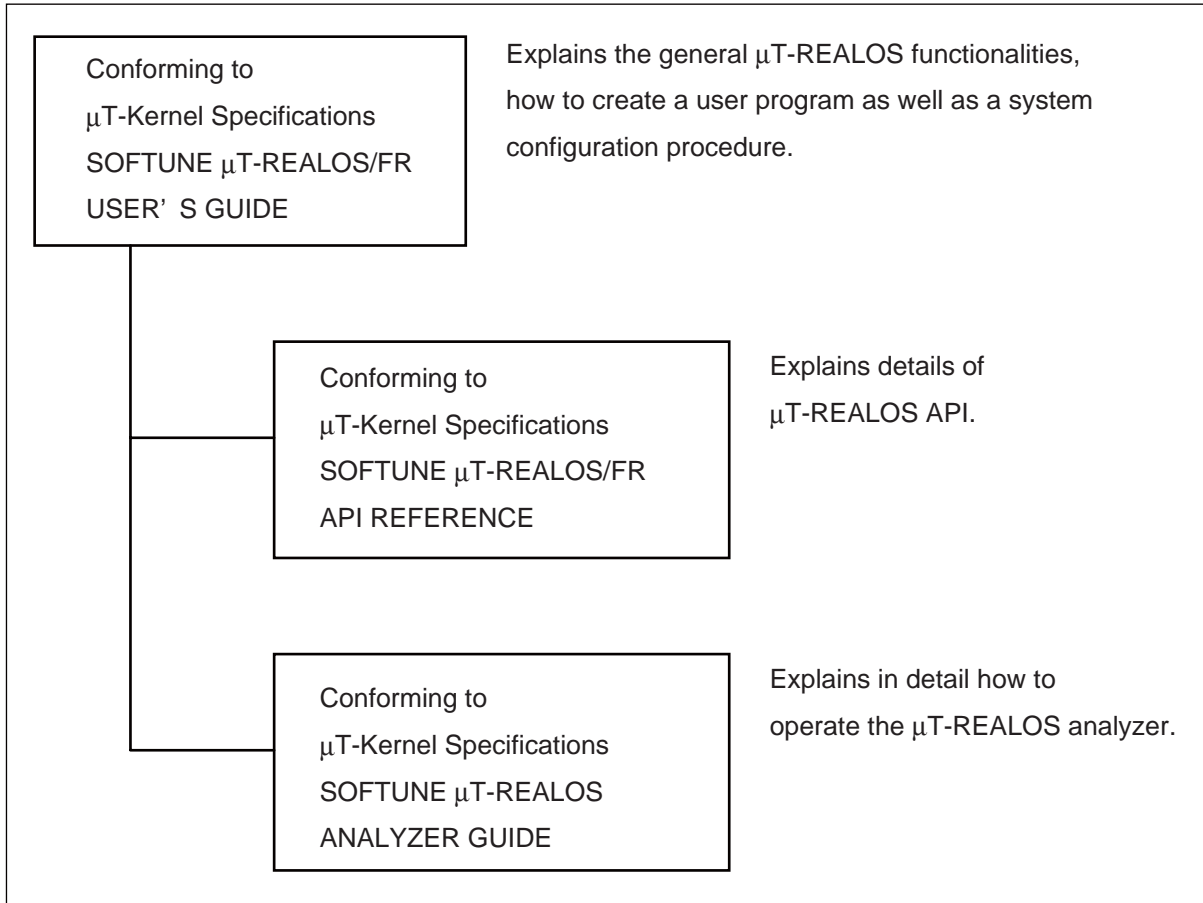 Conforming to
μT-Kernel Specifications
SOFTUNE μT-REALOS/FR
USER’ S GUIDE
Explains the general μT-REALOS functionalities,
how to create a user program as well as a system
configuration procedure.
Conforming to
μT-Kernel Specifications
SOFTUNE μT-REALOS/FR
API REFERENCE
Explains details of
μT-REALOS API.
Conforming to
μT-Kernel Specifications
SOFTUNE μT-REALOS
ANALYZER GUIDE
Explains in detail how to
operate the μT-REALOS analyzer.